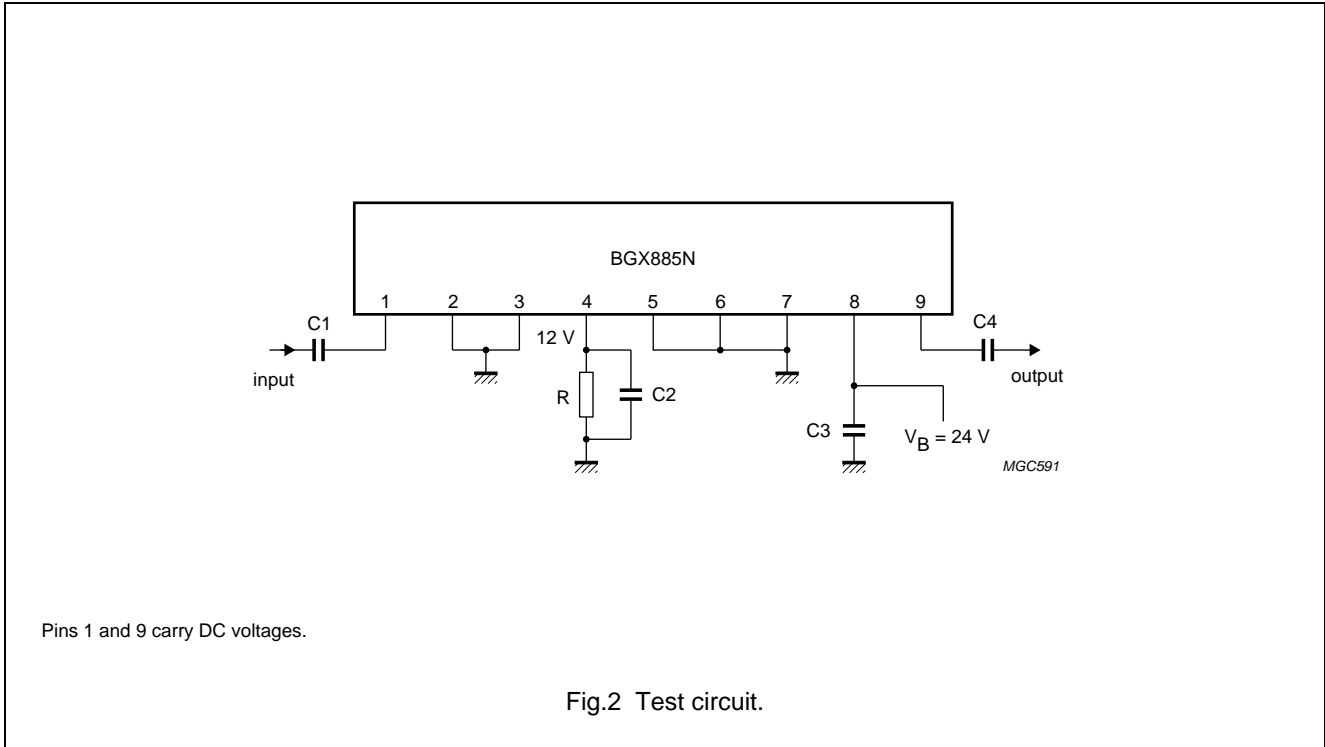 BGX885N
1 2 3 4 5 6 7 8 9
C1
12 V
C4
input
output
R
C2
C3
VB = 24 V
MGC591
Pins 1 and 9 carry DC voltages.
Fig.2 Test circuit.